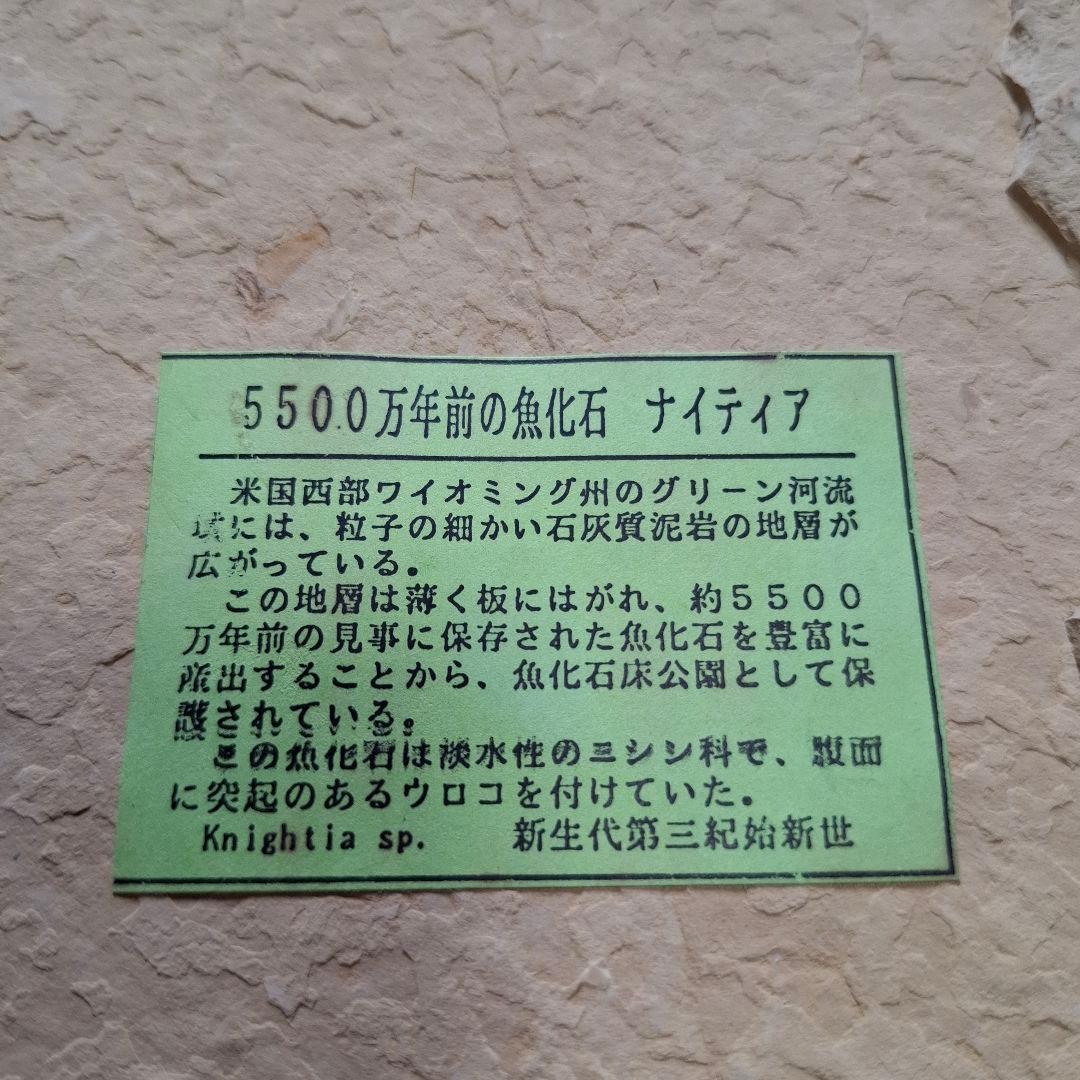 5500万年前の魚化石 ナイティア
米国西部ワイオミング州のグリーン河流
域には、粒子の細かい石灰質泥岩の地層が
広がっている。
この地層は薄く板にはがれ、約5500
万年前の見事に保存された魚化石を豊富に
産出することから、魚化石床公園として保
護されている。
この魚化石は淡水性のニシン科で、腹面
に突起のあるウロコを付けていた。
Knightia sp. 新生代第三紀始新世